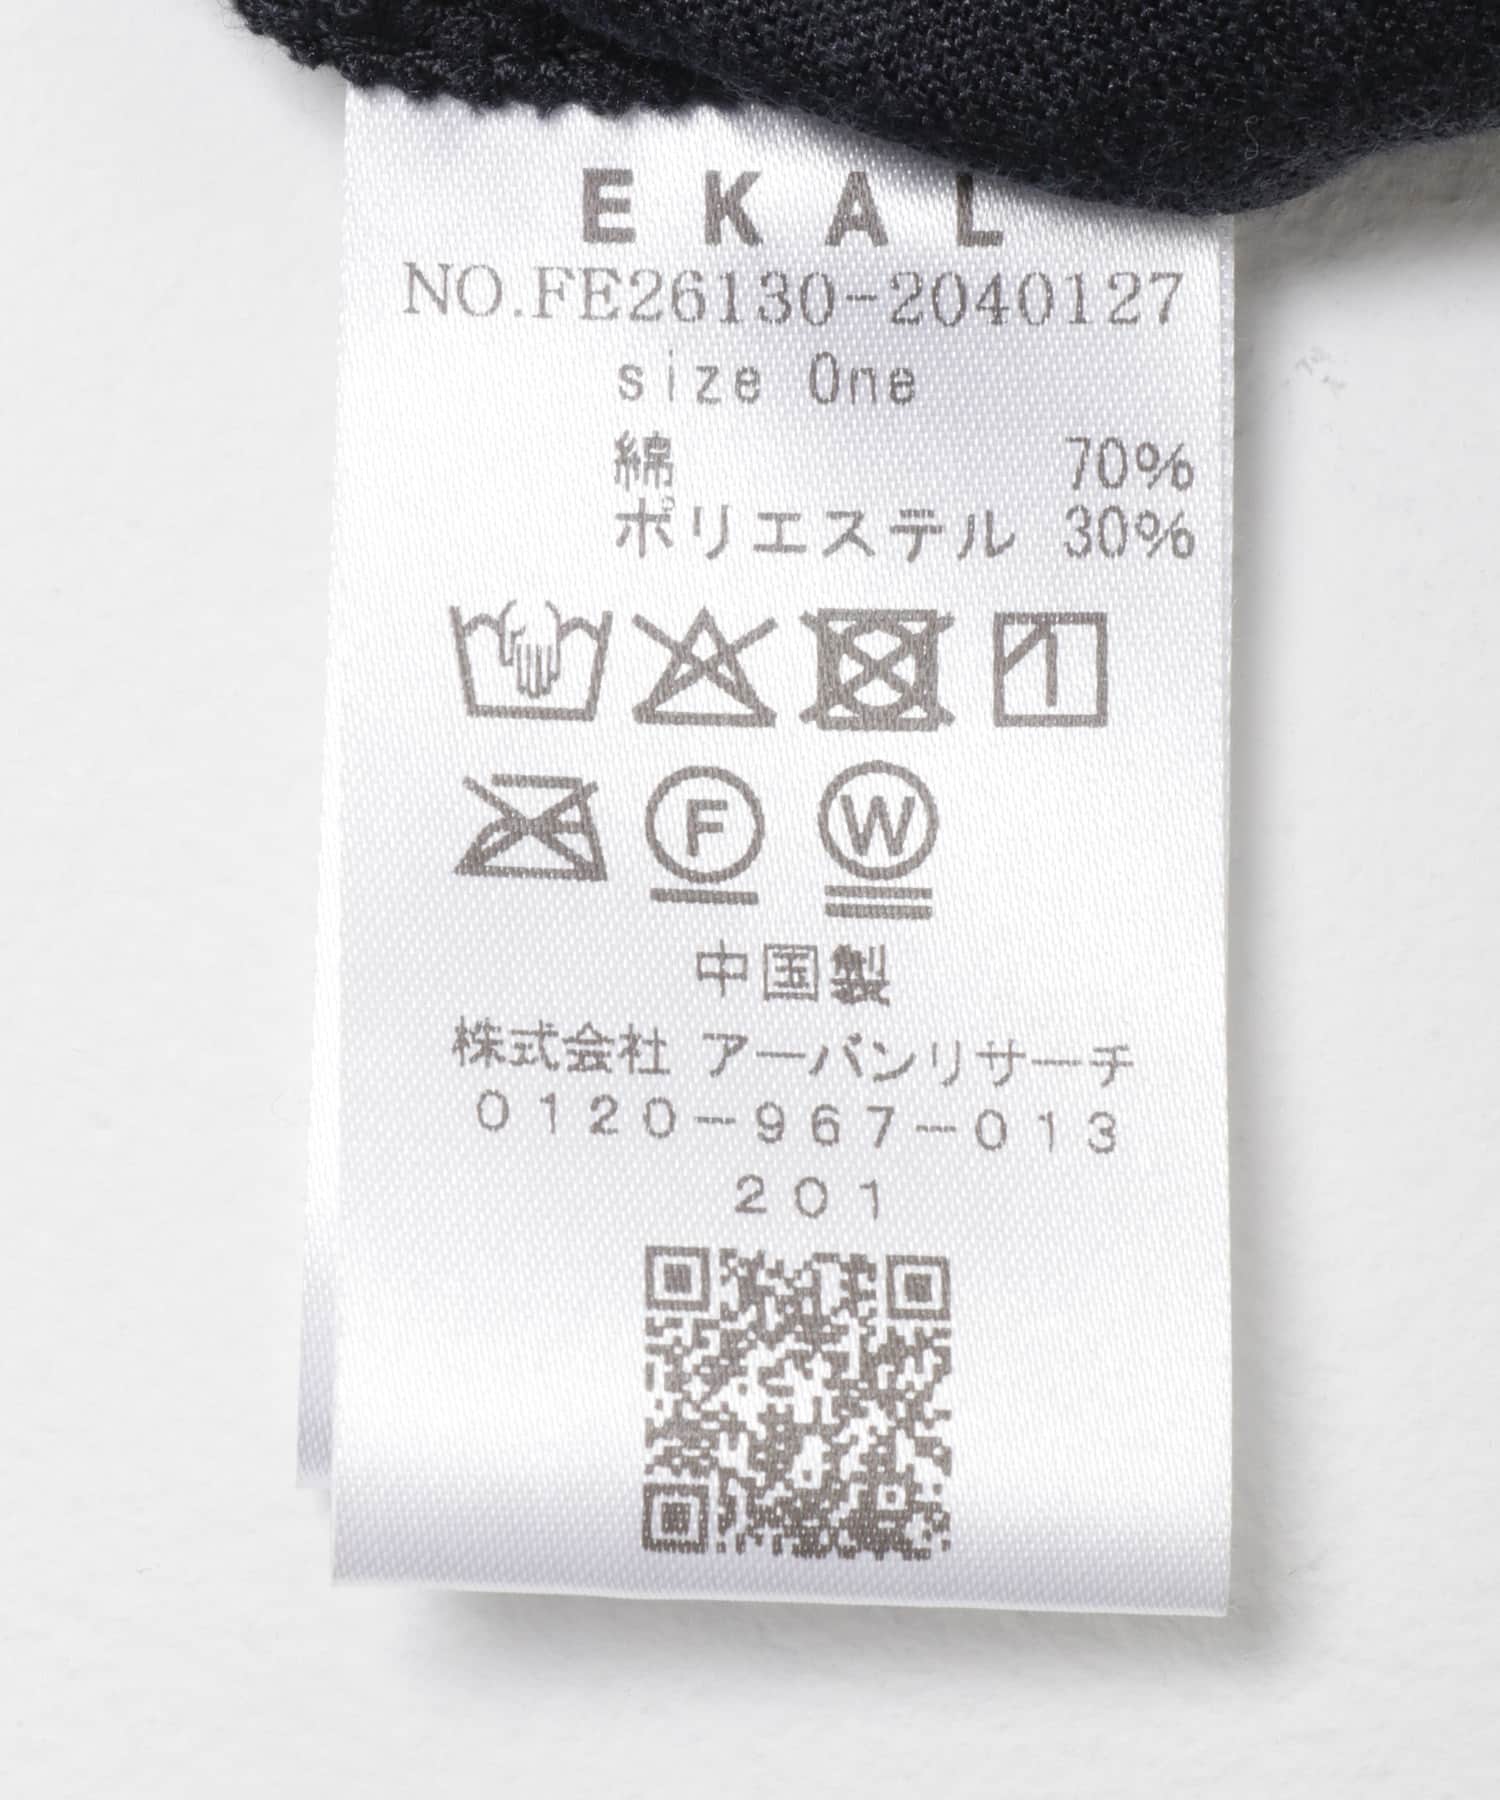 EKAL
NO.FE26130-2040127
size One
綿 70%
ポリエステル 30%
F W
中国製
株式会社 アーバンリサーチ
0120-967-013
201